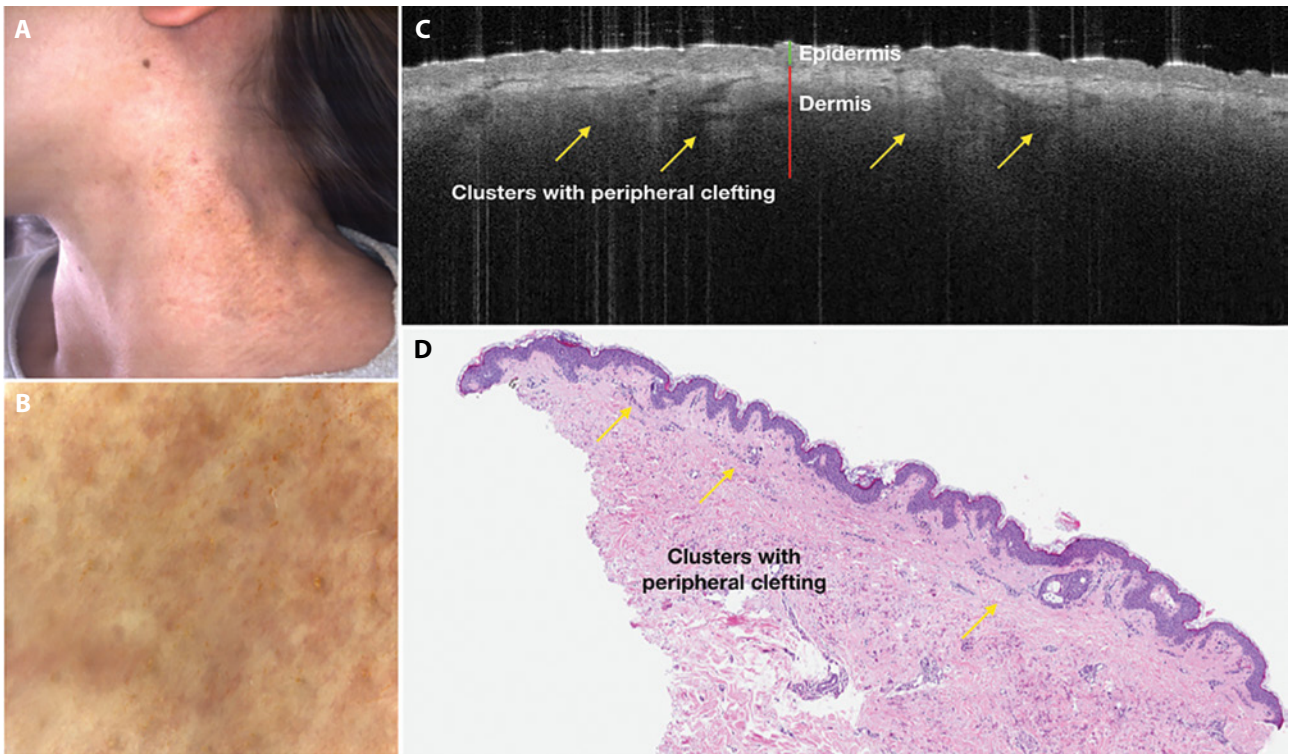 A
B
C
Epidermis
Dermis
Clusters with peripheral clefting
D
Clusters with
peripheral clefting